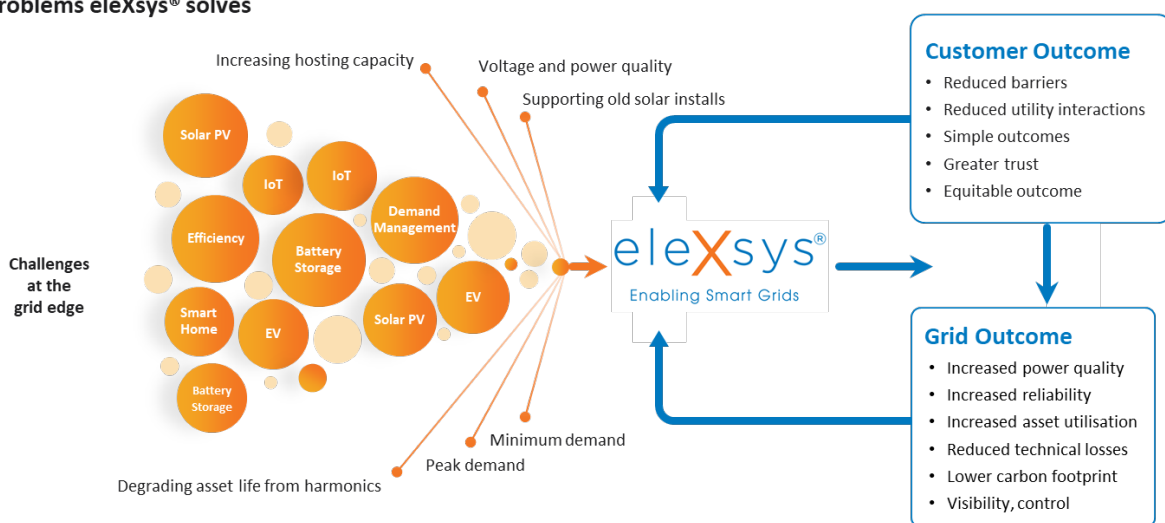 roblems eleXsys® solves
Increasing hosting capacity
Voltage and power quality
Supporting old solar installs
Solar PV
IoT
IoT
Efficiency
Battery
Storage
Demand
Management
Smart
Home
EV
Solar PV
EV
Battery
Storage
Challenges
at the
grid edge
Minimum demand
Peak demand
Degrading asset life from harmonics
eleXsys®
Enabling Smart Grids
Customer Outcome
• Reduced barriers
• Reduced utility interactions
• Simple outcomes
• Greater trust
• Equitable outcome
Grid Outcome
• Increased power quality
• Increased reliability
• Increased asset utilisation
• Reduced technical losses
• Lower carbon footprint
• Visibility, control